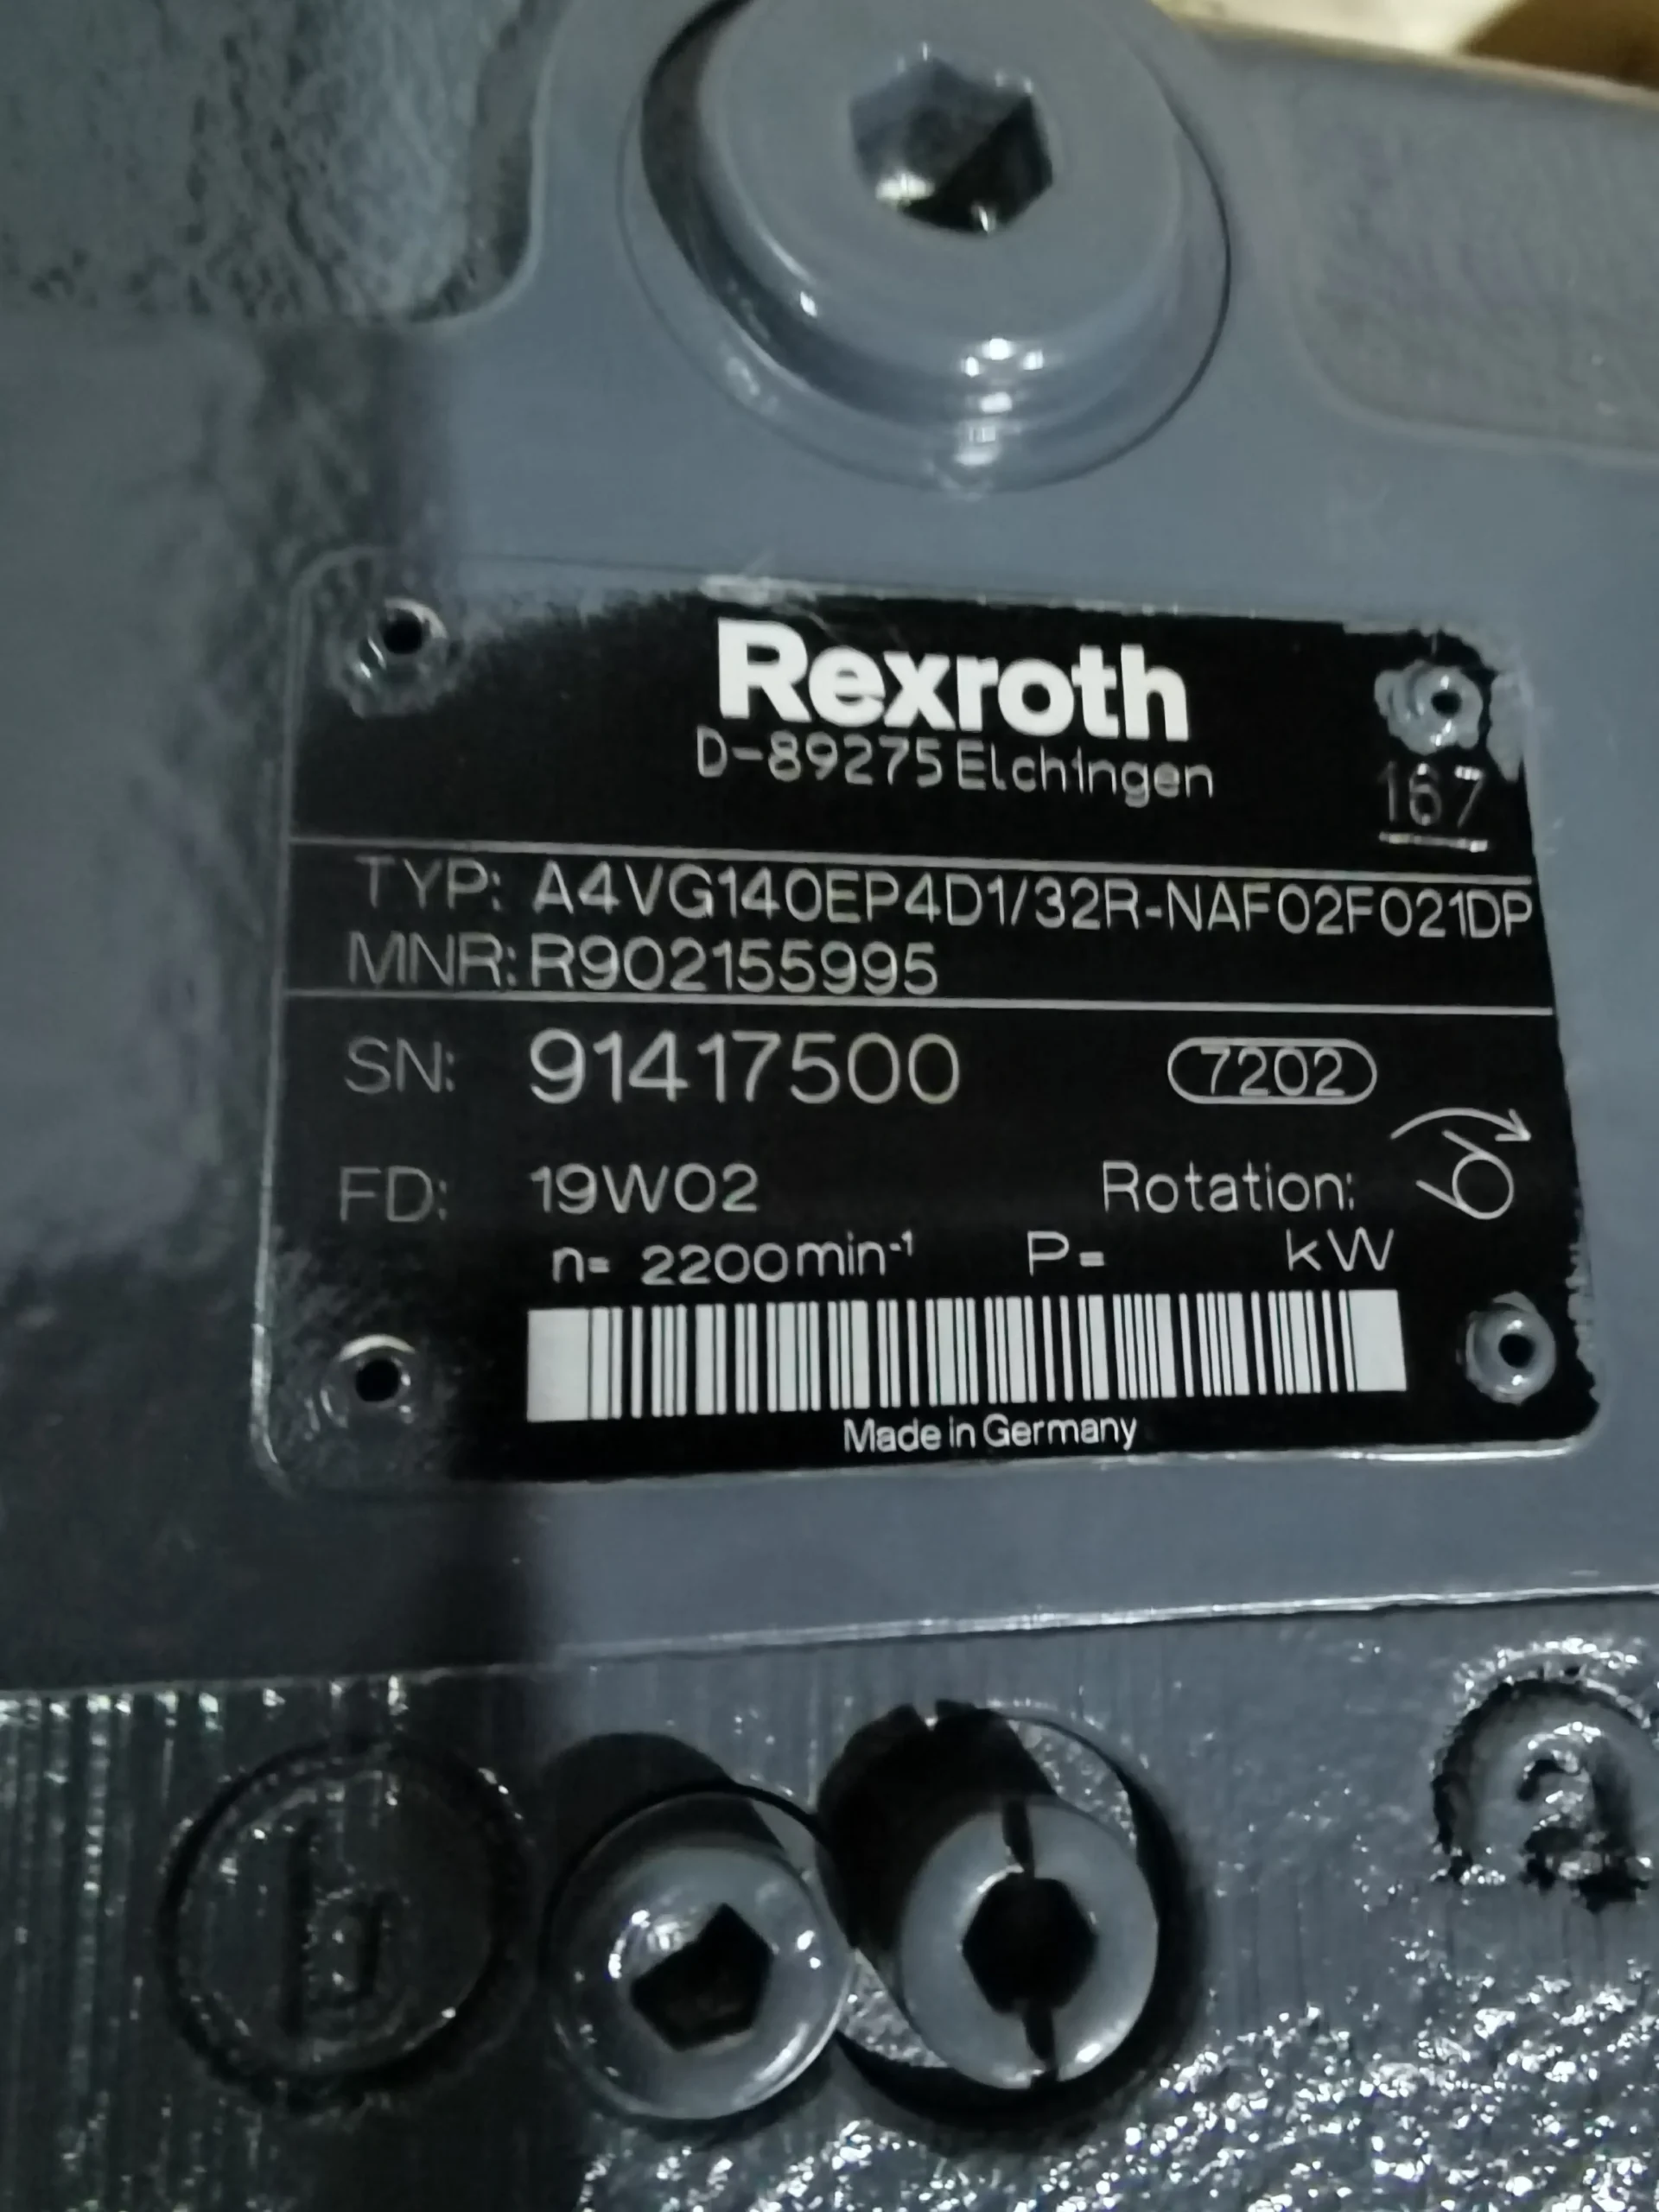 Rexroth
D-89275 Elchingen
167
TYP: A4VG140EP4D1/32R-NAF02F021DP
MNR: R902155995
SN: 91417500 7202
FD: 19W02 Rotation:
n= 2200min⁻¹ P= kW
Made in Germany
b
a